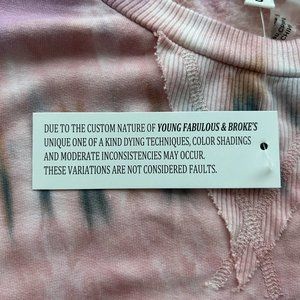 DUE TO THE CUSTOM NATURE OF YOUNG FABULOUS & BROKE'S
UNIQUE ONE OF A KIND DYING TECHNIQUES, COLOR SHADINGS
AND MODERATE INCONSISTENCIES MAY OCCUR.
THESE VARIATIONS ARE NOT CONSIDERED FAULTS.